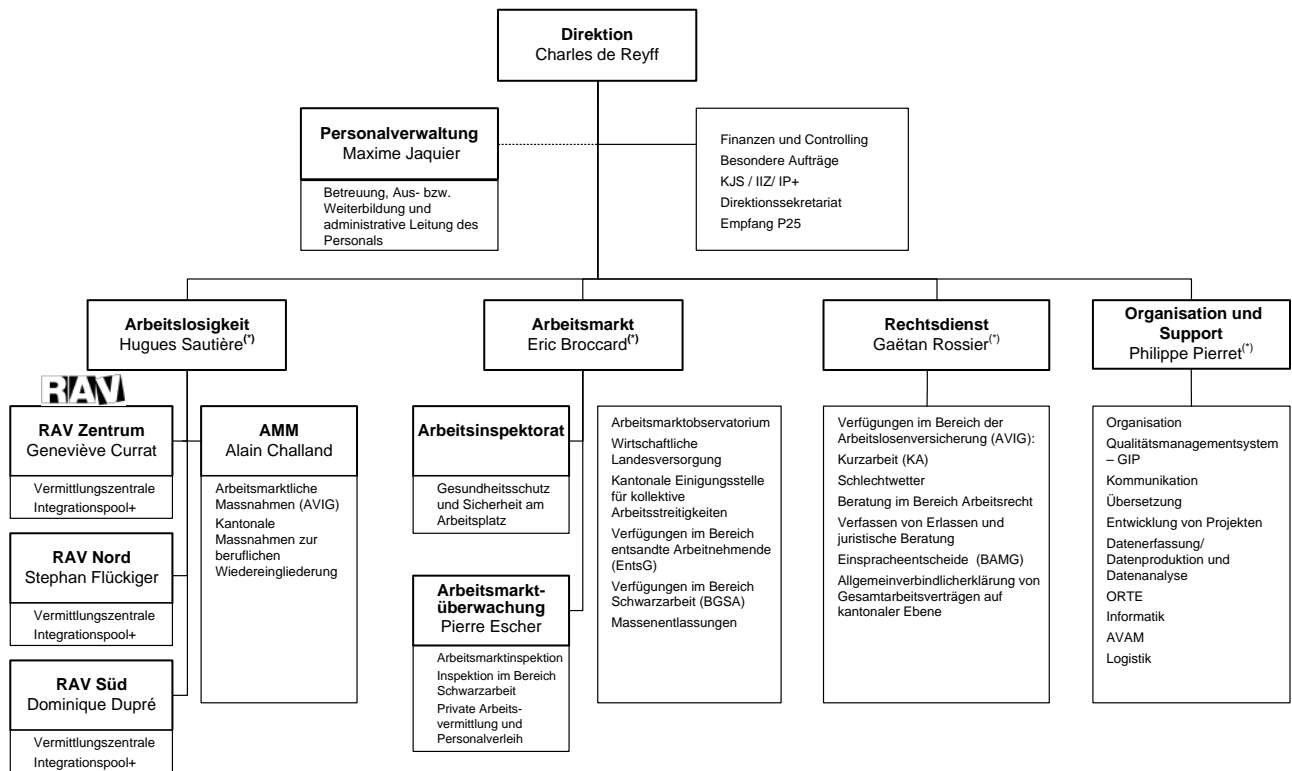 Direktion
Charles de Reyff
Personalverwaltung
Maxime Jaquier
Betreuung, Aus- bzw.
Weiterbildung und
administrative Leitung des
Personals
Finanzen und Controlling
Besondere Aufträge
KJS / IIZ/ IP+
Direktionssekretariat
Empfang P25
Arbeitslosigkeit
Hugues Sautière(*)
RAV
RAV Zentrum
Geneviève Currat
Vermittlungszentrale
Integrationspool+
RAV Nord
Stephan Flückiger
Vermittlungszentrale
Integrationspool+
RAV Süd
Dominique Dupré
Vermittlungszentrale
Integrationspool+
AMM
Alain Challand
Arbeitsmarktliche
Massnahmen (AVIG)
Kantonale
Massnahmen zur
beruflichen
Wiedereingliederung
Arbeitsmarkt
Eric Broccard(*)
Arbeitsinspektorat
Gesundheitsschutz
und Sicherheit am
Arbeitsplatz
Arbeitsmarkt-
überwachung
Pierre Escher
Arbeitsmarktinspektion
Inspektion im Bereich
Schwarzarbeit
Private Arbeits-
vermittlung und
Personalverleih
Arbeitsmarktobservatorium
Wirtschaftliche
Landesversorgung
Kantonale Einigungsstelle
für kollektive
Arbeitsstreitigkeiten
Verfügungen im Bereich
entsandte Arbeitnehmende
(EntsG)
Verfügungen im Bereich
Schwarzarbeit (BGSA)
Massenentlassungen
Rechtsdienst
Gaëtan Rossier(*)
Verfügungen im Bereich der
Arbeitslosenversicherung (AVIG):
Kurzarbeit (KA)
Schlechtwetter
Beratung im Bereich Arbeitsrecht
Verfassen von Erlassen und
juristische Beratung
Einspracheentscheide (BAMG)
Allgemeinverbindlicherklärung von
Gesamtarbeitsverträgen auf
kantonaler Ebene
Organisation und
Support
Philippe Pierret(*)
Organisation
Qualitätsmanagementsystem
– GIP
Kommunikation
Übersetzung
Entwicklung von Projekten
Datenerfassung/
Datenproduktion und
Datenanalyse
ORTE
Informatik
AVAM
Logistik